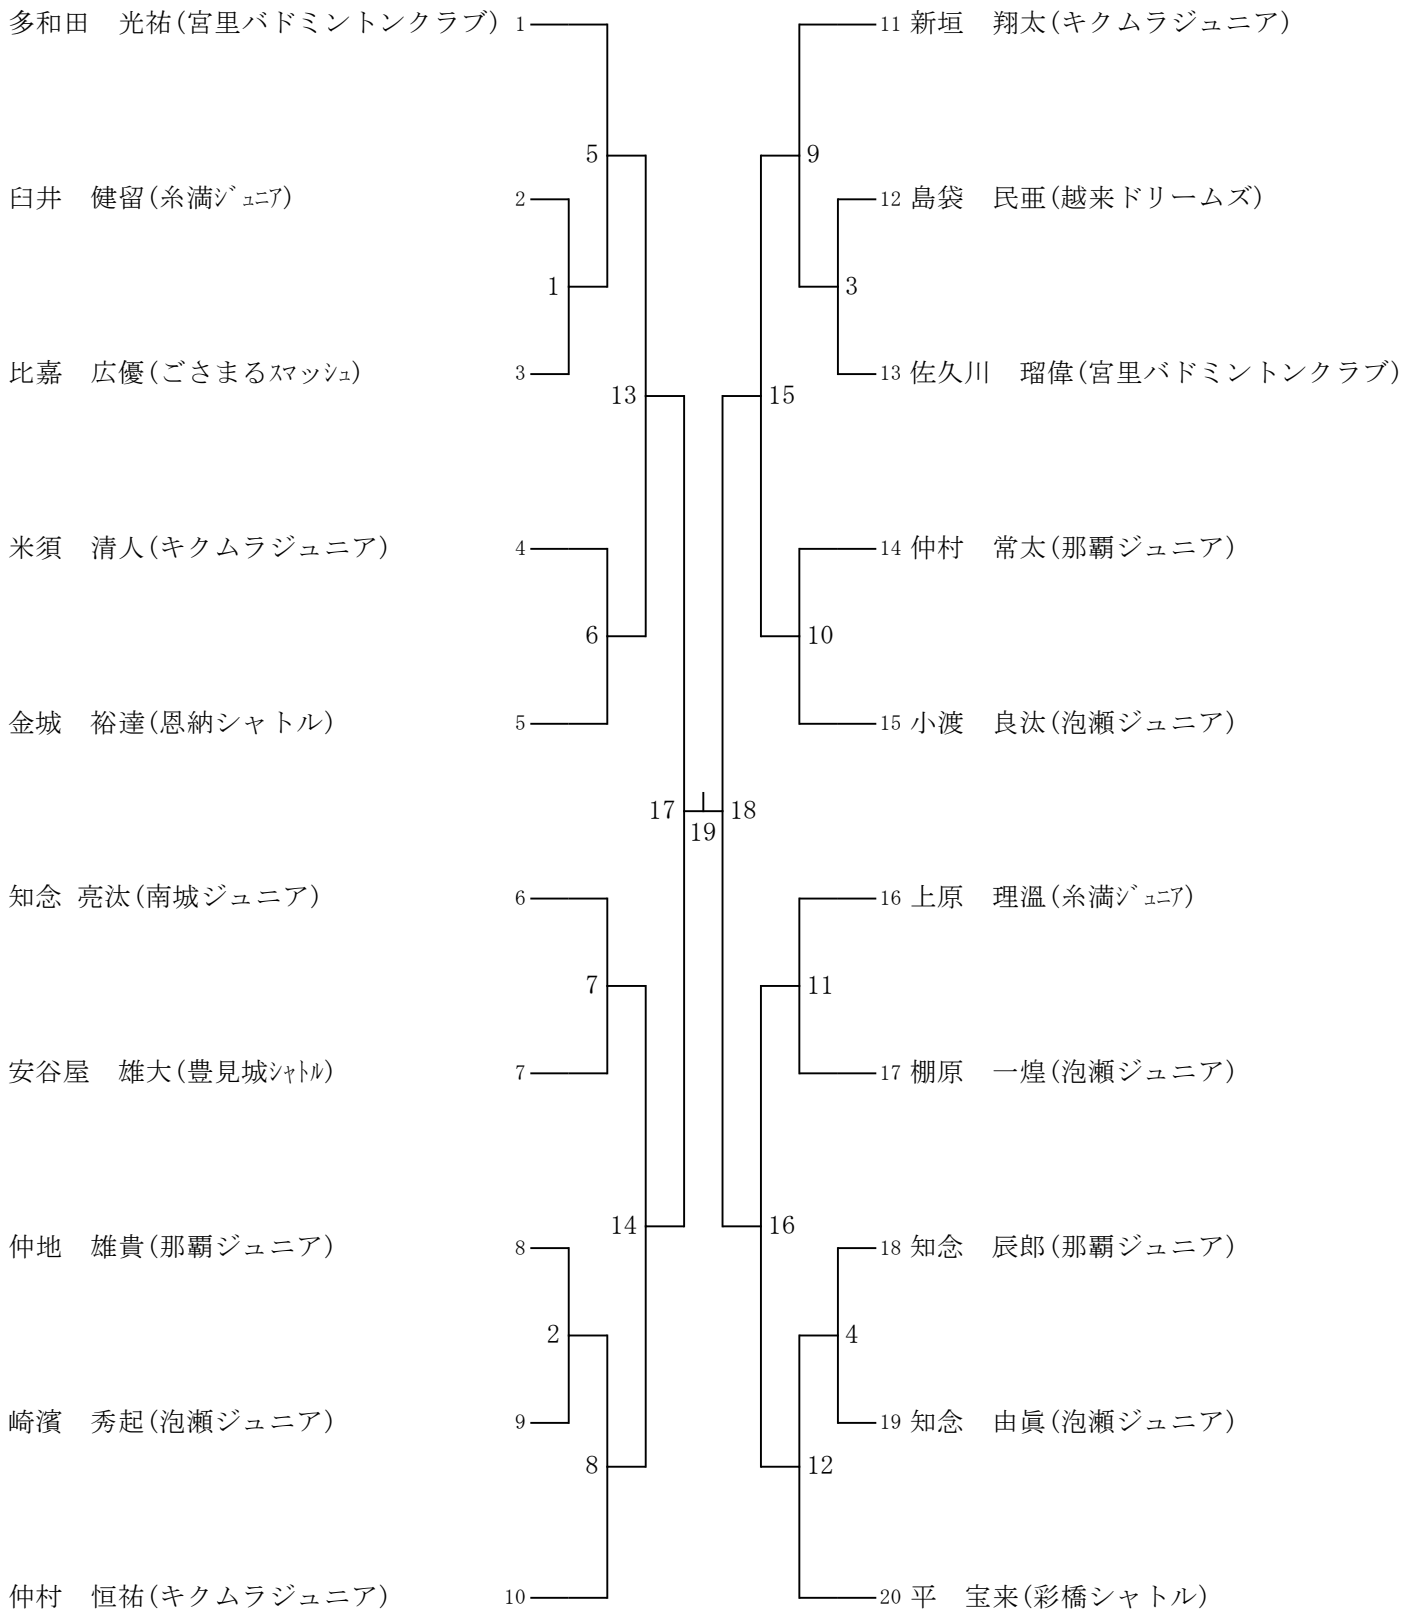 多和田　光祐(宮里バドミントンクラブ) 1
5
臼井　健留(糸満ｼﾞｭﾆｱ) 2
1
比嘉　広優(ごさまるｽﾏｯｼｭ) 3
13
米須　清人(キクムラジュニア) 4
6
金城　裕達(恩納シャトル) 5
17
知念 亮汰(南城ジュニア) 6
7
安谷屋　雄大(豊見城ｼｬﾄﾙ) 7
14
仲地　雄貴(那覇ジュニア) 8
2
崎濱　秀起(泡瀬ジュニア) 9
8
仲村　恒祐(キクムラジュニア) 10
19
11 新垣　翔太(キクムラジュニア)
9
12 島袋　民亜(越来ドリームズ)
3
13 佐久川　瑠偉(宮里バドミントンクラブ)
15
14 仲村　常太(那覇ジュニア)
10
15 小渡　良汰(泡瀬ジュニア)
18
16 上原　理溫(糸満ｼﾞｭﾆｱ)
11
17 棚原　一煌(泡瀬ジュニア)
16
18 知念　辰郎(那覇ジュニア)
4
19 知念　由眞(泡瀬ジュニア)
12
20 平　宝来(彩橋シャトル)